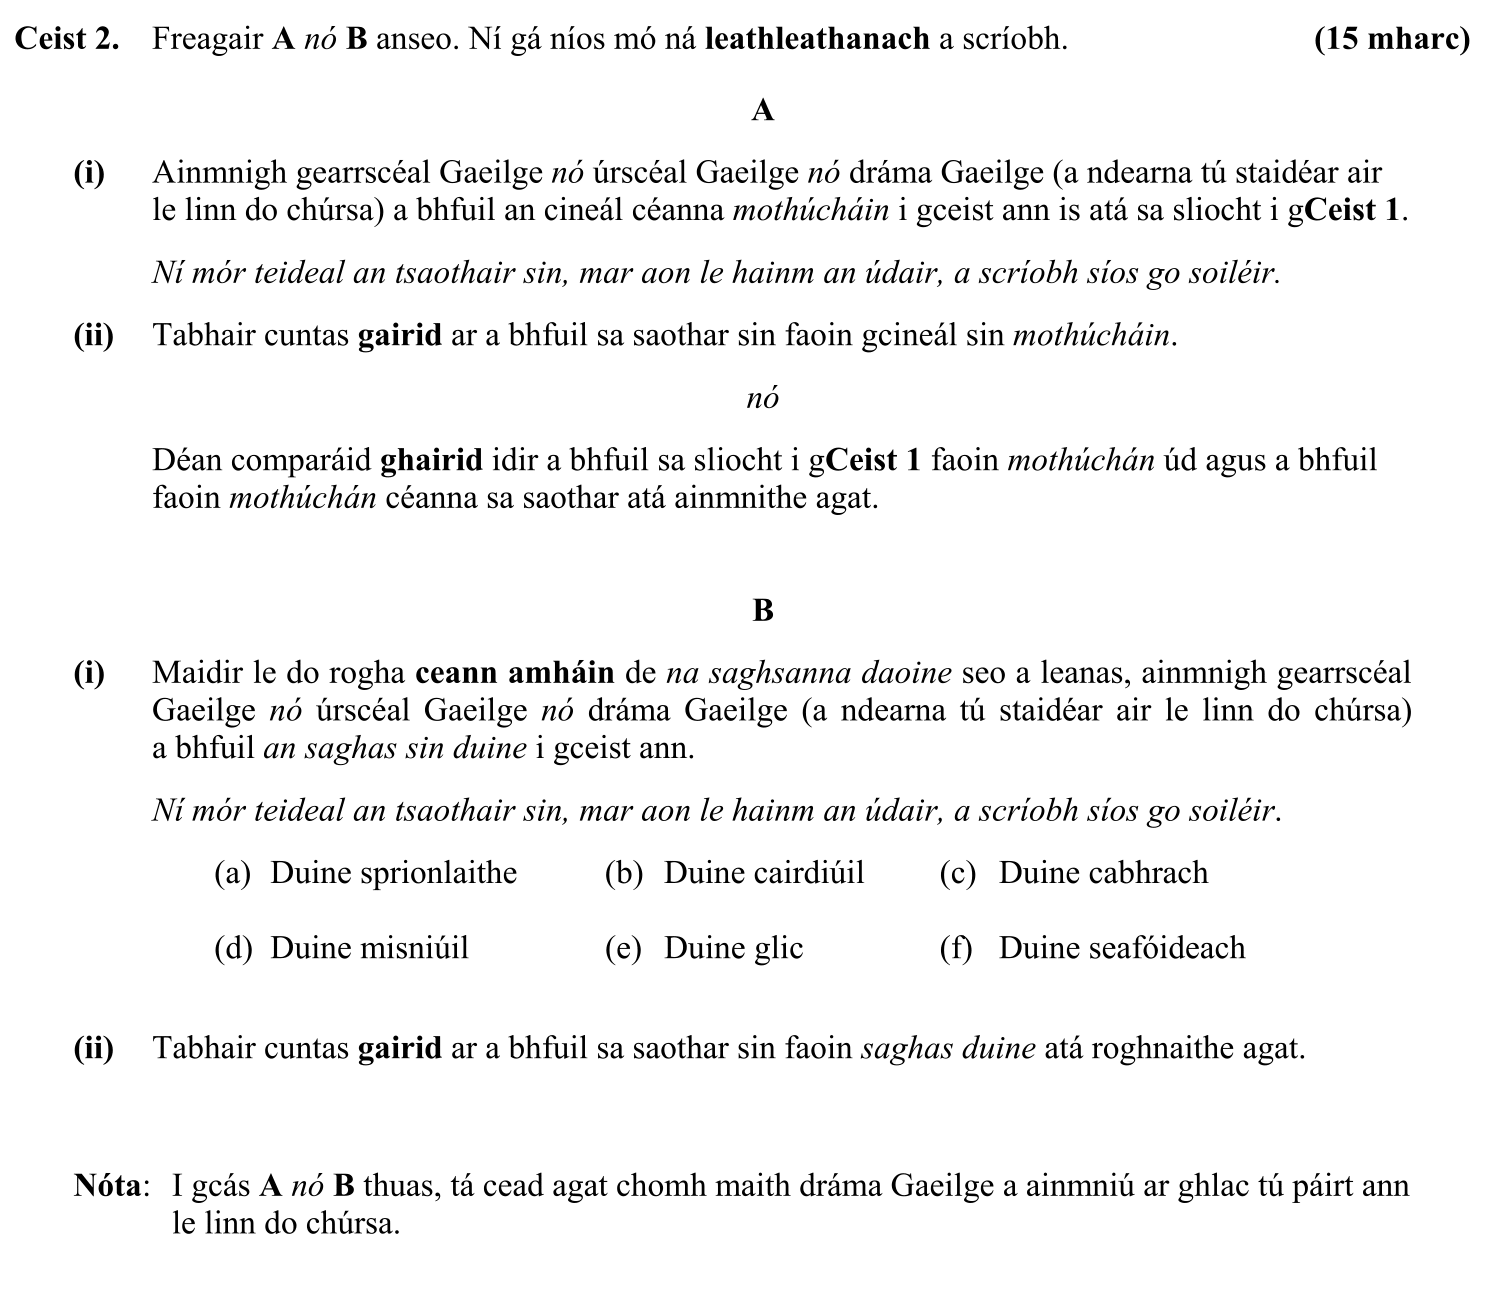 Ceist 2. Freagair A nó B anseo. Ní gá níos mó ná leathleathanach a scríobh. (15 mharc)
A
(i) Ainmnigh gearrscéal Gaeilge nó úrscéal Gaeilge nó dráma Gaeilge (a ndearna tú staidéar air
le linn do chúrsa) a bhfuil an cineál céanna mothúcháin i gceist ann is atá sa sliocht i gCeist 1.
Ní mór teideal an tsaothair sin, mar aon le hainm an údair, a scríobh síos go soiléir.
(ii) Tabhair cuntas gairid ar a bhfuil sa saothar sin faoin gcineál sin mothúcháin.
nó
Déan comparáid ghairid idir a bhfuil sa sliocht i gCeist 1 faoin mothúchán úd agus a bhfuil
faoin mothúchán céanna sa saothar atá ainmnithe agat.
B
(i) Maidir le do rogha ceann amháin de na saghsanna daoine seo a leanas, ainmnigh gearrscéal
Gaeilge nó úrscéal Gaeilge nó dráma Gaeilge (a ndearna tú staidéar air le linn do chúrsa)
a bhfuil an saghas sin duine i gceist ann.
Ní mór teideal an tsaothair sin, mar aon le hainm an údair, a scríobh síos go soiléir.
(a) Duine sprionlaithe (b) Duine cairdiúil (c) Duine cabhrach
(d) Duine misniúil (e) Duine glic (f) Duine seafóideach
(ii) Tabhair cuntas gairid ar a bhfuil sa saothar sin faoin saghas duine atá roghnaithe agat.
Nóta: I gcás A nó B thuas, tá cead agat chomh maith dráma Gaeilge a ainmniú ar ghlac tú páirt ann
le linn do chúrsa.